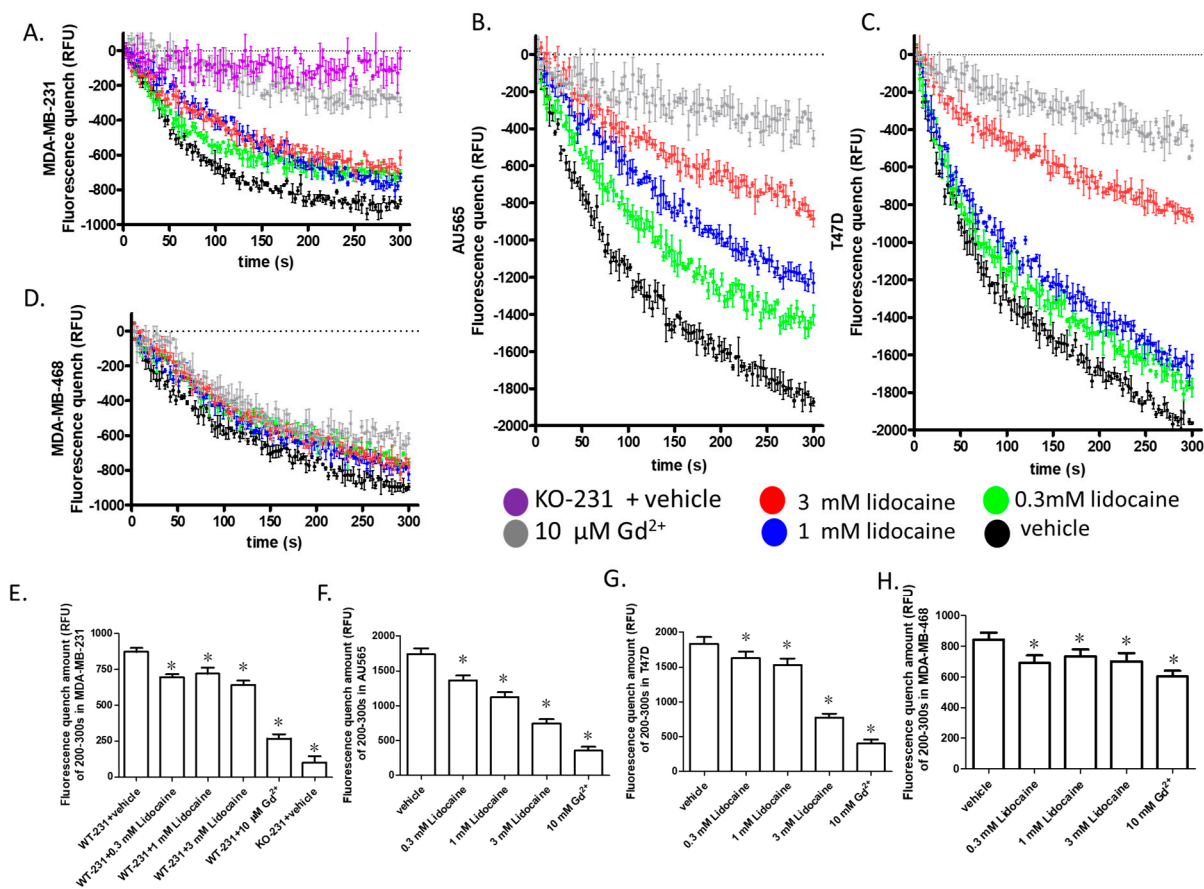 A.
MDA-MB-231
Fluorescence quench (RFU)
0
-200
-400
-600
-800
-1000
0 50 100 150 200 250 300
time (s)
B.
AU565
Fluorescence quench (RFU)
0
-200
-400
-600
-800
-1000
-1200
-1400
-1600
-1800
-2000
0 50 100 150 200 250 300
time (s)
C.
T47D
Fluorescence quench (RFU)
0
-200
-400
-600
-800
-1000
-1200
-1400
-1600
-1800
-2000
0 50 100 150 200 250 300
time (s)
D.
MDA-MB-468
Fluorescence quench (RFU)
0
-200
-400
-600
-800
-1000
0 50 100 150 200 250 300
time (s)
KO-231 + vehicle
3 mM lidocaine
0.3mM lidocaine
10 µM Gd2+
1 mM lidocaine
vehicle
E.
Fluorescence quench amount (RFU)
of 200-300s in MDA-MB-231
1000
750
500
250
0
* * * * *
WT-231+vehicle
WT-231+0.3 mM Lidocaine
WT-231+1 mM Lidocaine
WT-231+3 mM Lidocaine
WT-231+10 µM Gd2+
KO-231+vehicle
F.
Fluorescence quench amount (RFU)
of 200-300s in AU565
2000
1500
1000
500
0
* * * *
vehicle
0.3 mM Lidocaine
1 mM Lidocaine
3 mM Lidocaine
10 mM Gd2+
G.
Fluorescence quench amount (RFU)
of 200-300s in T47D
2000
1500
1000
500
0
* * * *
vehicle
0.3 mM Lidocaine
1 mM Lidocaine
3 mM Lidocaine
10 mM Gd2+
H.
Fluorescence quench amount (RFU)
of 200-300s in MDA-MB-468
1000
800
600
400
200
0
* * * *
vehicle
0.3 mM Lidocaine
1 mM Lidocaine
3 mM Lidocaine
10 mM Gd2+